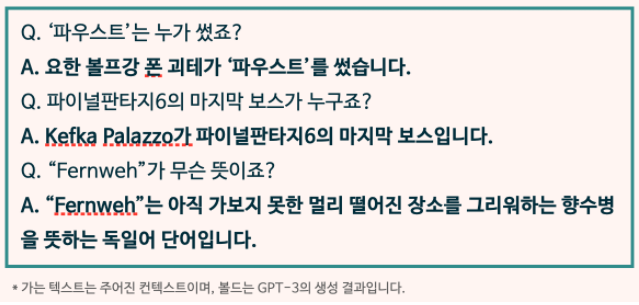 Q. ‘파우스트’는 누가 썼죠?
A. 요한 볼프강 폰 괴테가 ‘파우스트’를 썼습니다.
Q. 파이널판타지6의 마지막 보스가 누구죠?
A. Kefka Palazzo가 파이널판타지6의 마지막 보스입니다.
Q. “Fernweh”가 무슨 뜻이죠?
A. “Fernweh”는 아직 가보지 못한 멀리 떨어진 장소를 그리워하는 향수병
을 뜻하는 독일어 단어입니다.
* 가는 텍스트는 주어진 컨텍스트이며, 볼드는 GPT-3의 생성 결과입니다.